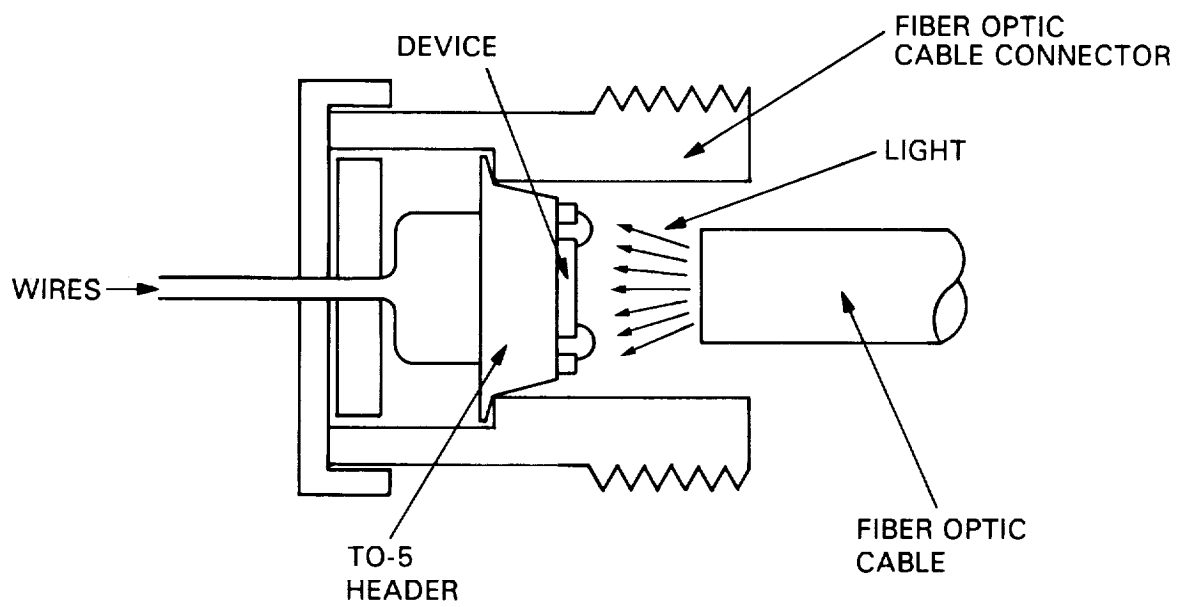 FIBER OPTIC
CABLE CONNECTOR
DEVICE
LIGHT
WIRES
TO-5
HEADER
FIBER OPTIC
CABLE